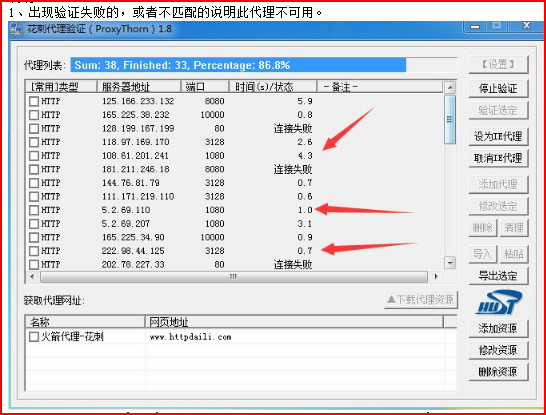 1、出现验证失败的，或者不匹配的说明此代理不可用。
花刺代理验证（ProxyThorn）1.8
代理列表: Sum: 38, Finished: 33, Percentage: 86.8% 【设置】
[常用]类型 服务器地址 端口 时间(s)/状态 -备注-
HTTP 125.166.233.132 8080 5.9
HTTP 165.225.38.232 10000 0.8
HTTP 128.199.167.199 80 连接失败
HTTP 118.97.169.170 3128 2.6
HTTP 108.61.201.241 1080 4.3
HTTP 181.211.246.18 8080 连接失败
HTTP 144.76.81.79 3128 0.7
HTTP 111.171.219.110 3128 0.6
HTTP 5.2.69.110 1080 1.0
HTTP 5.2.69.207 1080 3.1
HTTP 165.225.34.90 10000 0.9
HTTP 222.98.44.125 3128 0.7
HTTP 202.78.227.33 80 连接失败
停止验证
验证选定
设为IE代理
取消IE代理
添加代理
修改选定
删除 清理
导入 粘贴
导出选定
获取代理网址: ▲下载代理资源
名称 网页地址
火箭代理-花刺 www.httpdaili.com
HUST
添加资源
修改资源
删除资源